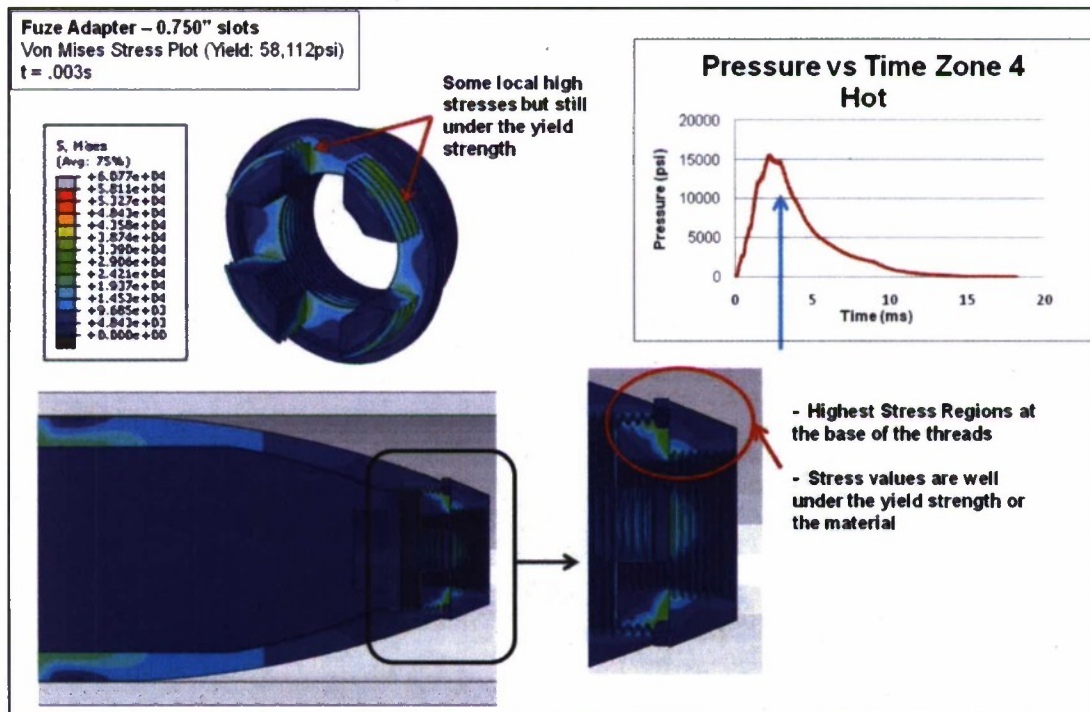 Fuze Adapter – 0.750" slots
Von Mises Stress Plot (Yield: 58,112psi)
t = .003s
Some local high
stresses but still
under the yield
strength
S, Mises
(Avg: 75%)
+6.077e+04
+5.811e+04
+5.327e+04
+4.843e+04
+4.358e+04
+3.874e+04
+3.390e+04
+2.906e+04
+2.421e+04
+1.937e+04
+1.453e+04
+9.685e+03
+4.843e+03
+0.000e+00
Pressure vs Time Zone 4
Hot
20000
15000
10000
5000
0
Pressure (psi)
0 5 10 15 20
Time (ms)
- Highest Stress Regions at
the base of the threads
- Stress values are well
under the yield strength or
the material